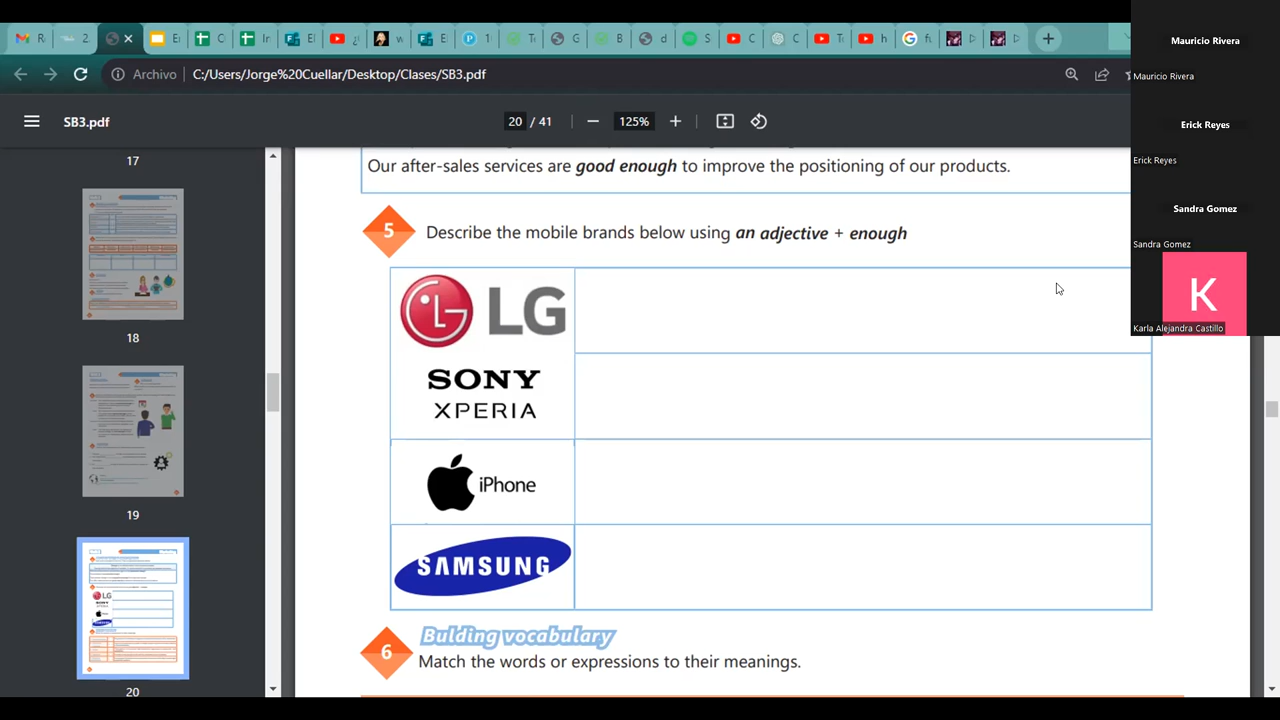 Archivo
C:/Users/Jorge%20Cuellar/Desktop/Clases/SB3.pdf
SB3.pdf
20 / 41
125%
17
18
19
20
Our after-sales services are good enough to improve the positioning of our products.
5
Describe the mobile brands below using an adjective + enough
LG
SONY
XPERIA
iPhone
SAMSUNG
6
Bulding vocabulary
Match the words or expressions to their meanings.
Mauricio Rivera
Mauricio Rivera
Erick Reyes
Erick Reyes
Sandra Gomez
Sandra Gomez
K
Karla Alejandra Castillo